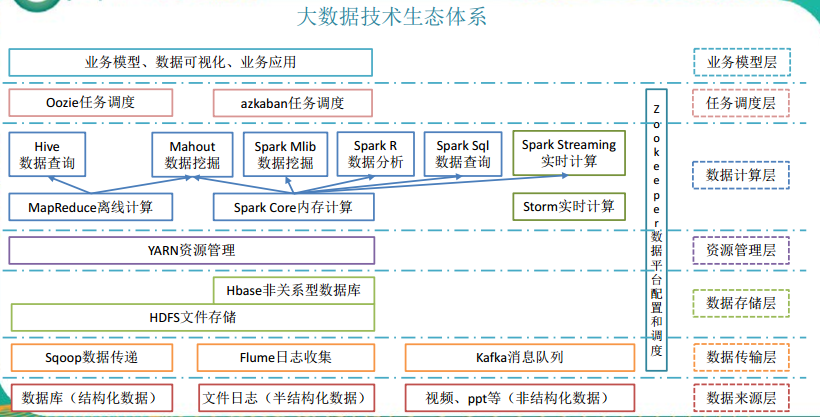 大数据技术生态体系
业务模型、数据可视化、业务应用
业务模型层
Oozie任务调度
azkaban任务调度
任务调度层
Hive
数据查询
Mahout
数据挖掘
Spark Mlib
数据挖掘
Spark R
数据分析
Spark Sql
数据查询
Spark Streaming
实时计算
数据计算层
MapReduce离线计算
Spark Core内存计算
Storm实时计算
Zookeeper数据平台配置和调度
YARN资源管理
资源管理层
Hbase非关系型数据库
HDFS文件存储
数据存储层
Sqoop数据传递
Flume日志收集
Kafka消息队列
数据传输层
数据库（结构化数据）
文件日志（半结构化数据）
视频、ppt等（非结构化数据）
数据来源层